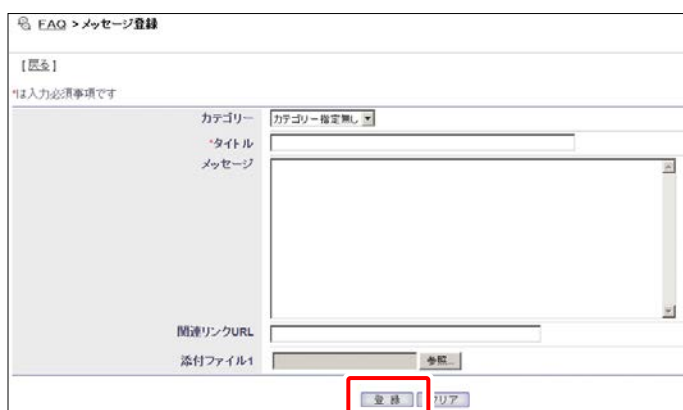 FAQ >メッセージ登録
[戻る]
*は入力必須事項です
カテゴリー カテゴリー指定無し
*タイトル
メッセージ
関連リンクURL
添付ファイル1 参照...
登録 クリア